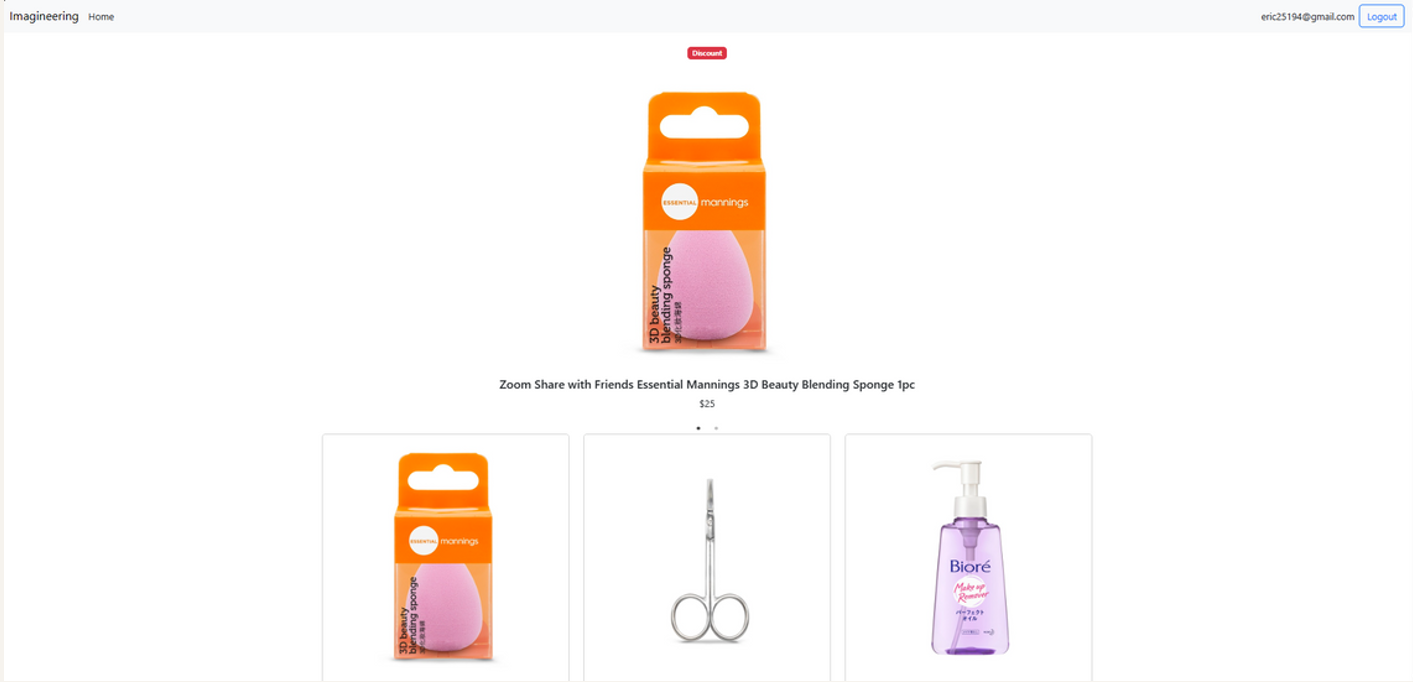 Imagineering Home eric25194@gmail.com Logout
Discount
ESSENTIAL mannings
3D beauty
blending sponge
3D化妝海綿
Zoom Share with Friends Essential Mannings 3D Beauty Blending Sponge 1pc
$25
ESSENTIAL mannings
3D beauty
blending sponge
3D化妝海綿
Bioré
Make up
Remover
パーフェクト
オイル